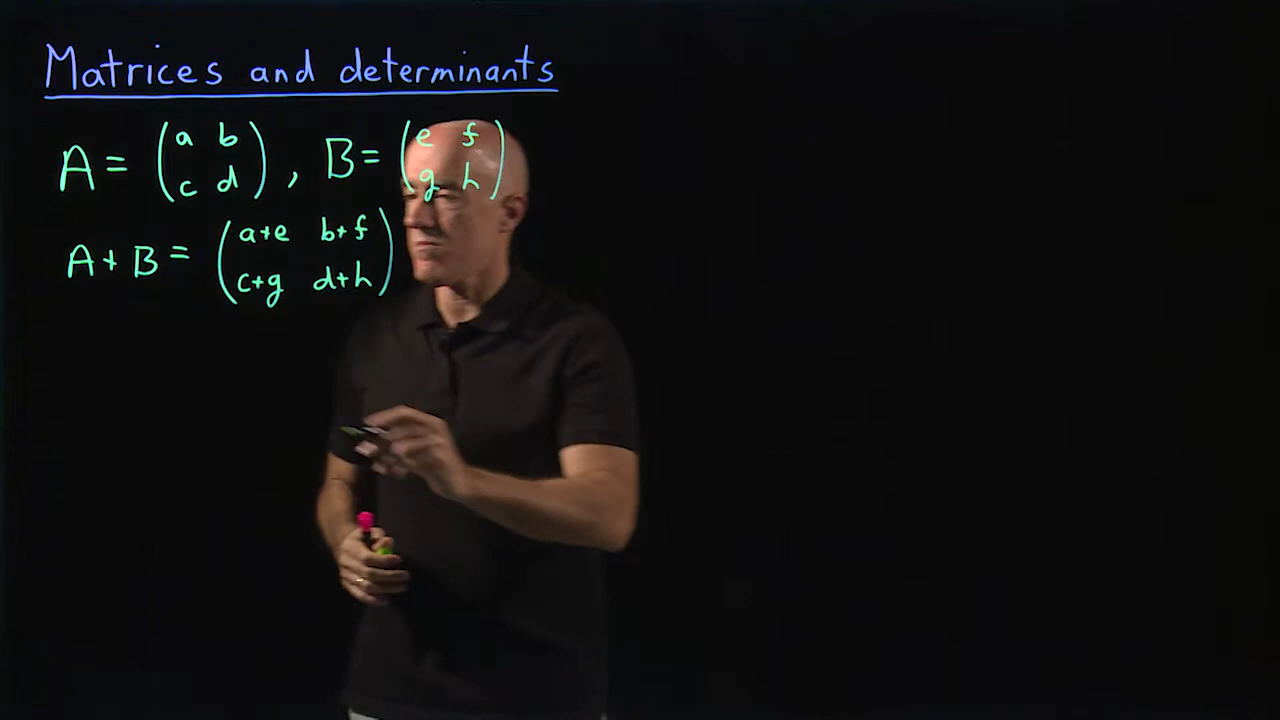 Matrices and determinants
A = (a b
c d) , B = (e f
g h)
A + B = (a+e b+f
c+g d+h)